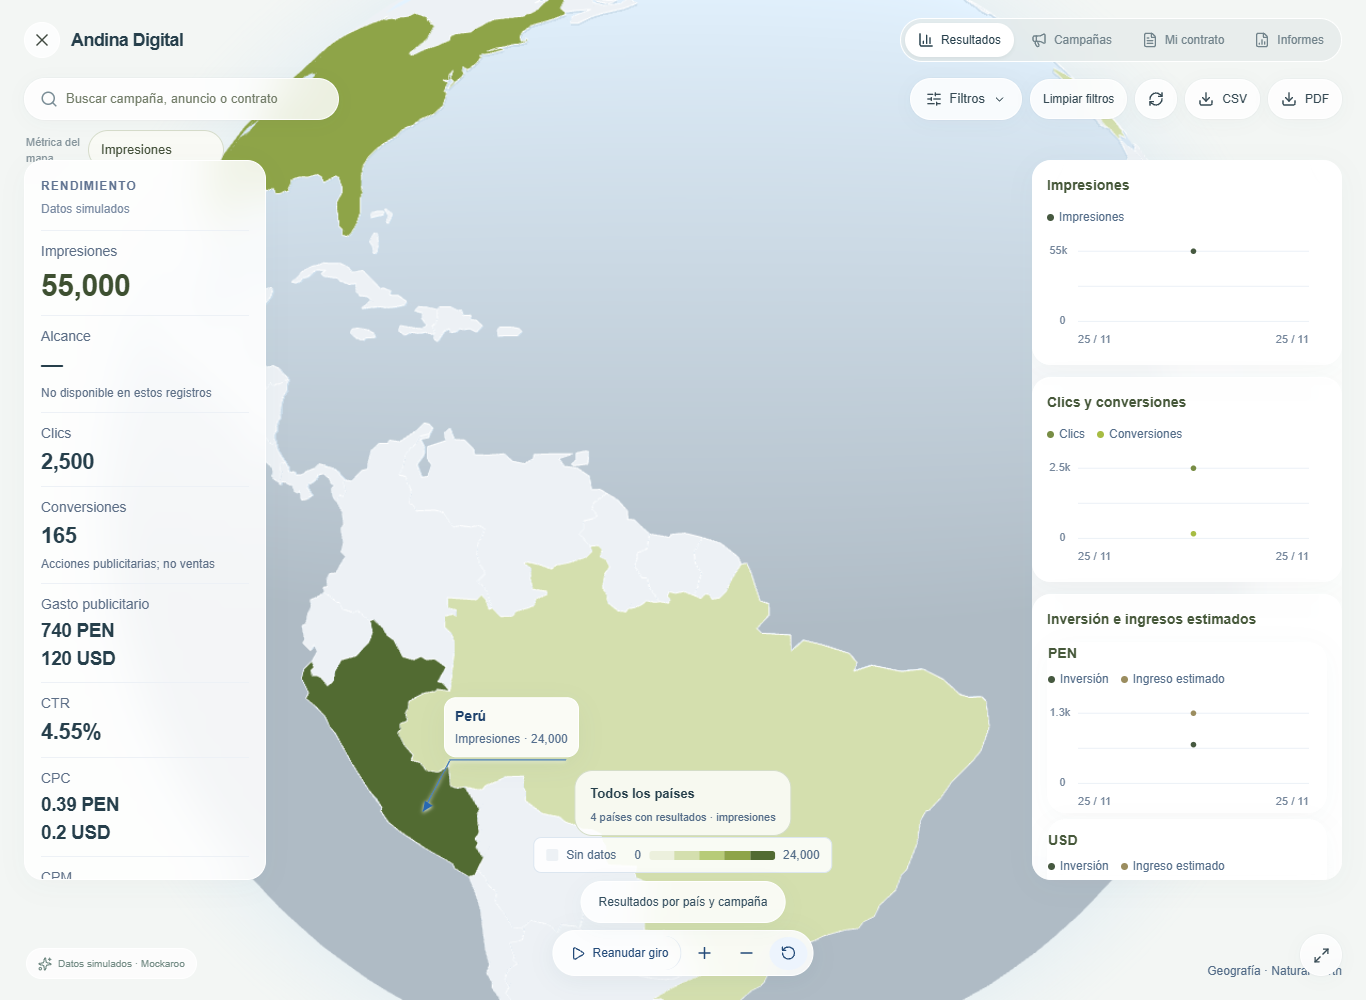 Andina Digital
Resultados
Campañas
Mi contrato
Informes
Buscar campaña, anuncio o contrato
Filtros
Limpiar filtros
CSV
PDF
Métrica del
mapa
Impresiones
RENDIMIENTO
Datos simulados
Impresiones
55,000
Alcance
—
No disponible en estos registros
Clics
2,500
Conversiones
165
Acciones publicitarias; no ventas
Gasto publicitario
740 PEN
120 USD
CTR
4.55%
CPC
0.39 PEN
0.2 USD
CPM
Perú
Impresiones · 24,000
Todos los países
4 países con resultados · impresiones
Sin datos 0 24,000
Resultados por país y campaña
Reanudar giro
Impresiones
Impresiones
55k
0
25 / 11 25 / 11
Clics y conversiones
Clics Conversiones
2.5k
0
25 / 11 25 / 11
Inversión e ingresos estimados
PEN
Inversión Ingreso estimado
1.3k
0
25 / 11 25 / 11
USD
Inversión Ingreso estimado
Datos simulados · Mockaroo
Geografía · Natural